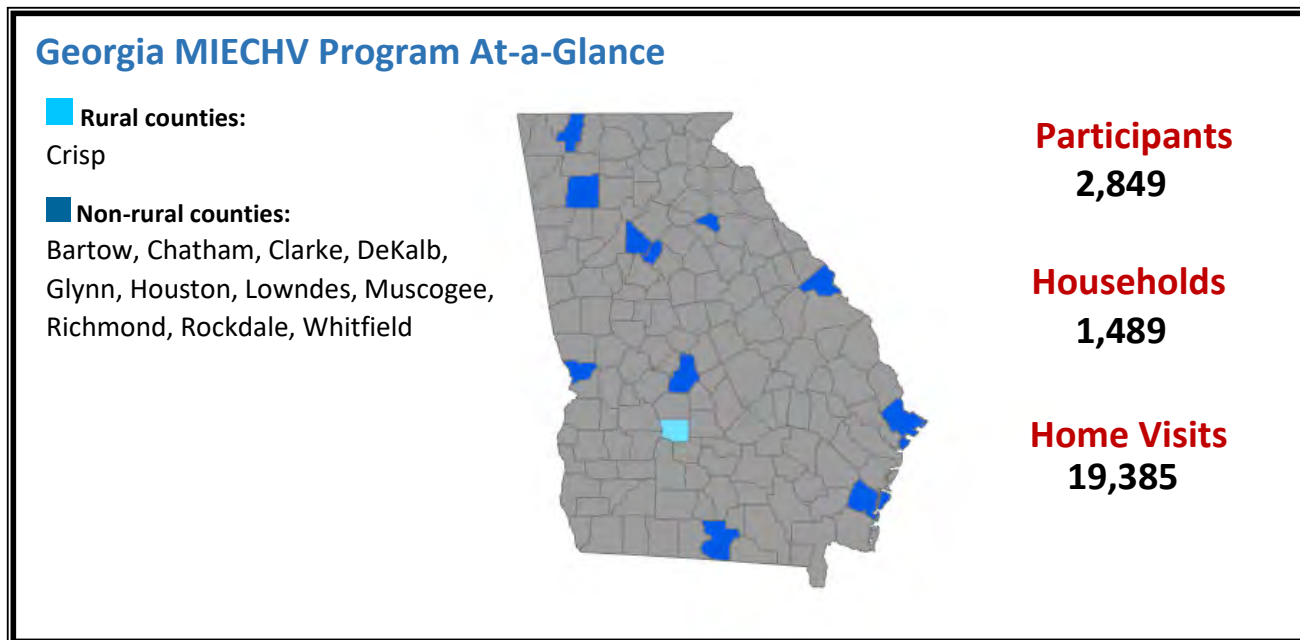 Georgia MIECHV Program At-a-Glance
Rural counties:
Crisp
Non-rural counties:
Bartow, Chatham, Clarke, DeKalb,
Glynn, Houston, Lowndes, Muscogee,
Richmond, Rockdale, Whitfield
Participants
2,849
Households
1,489
Home Visits
19,385